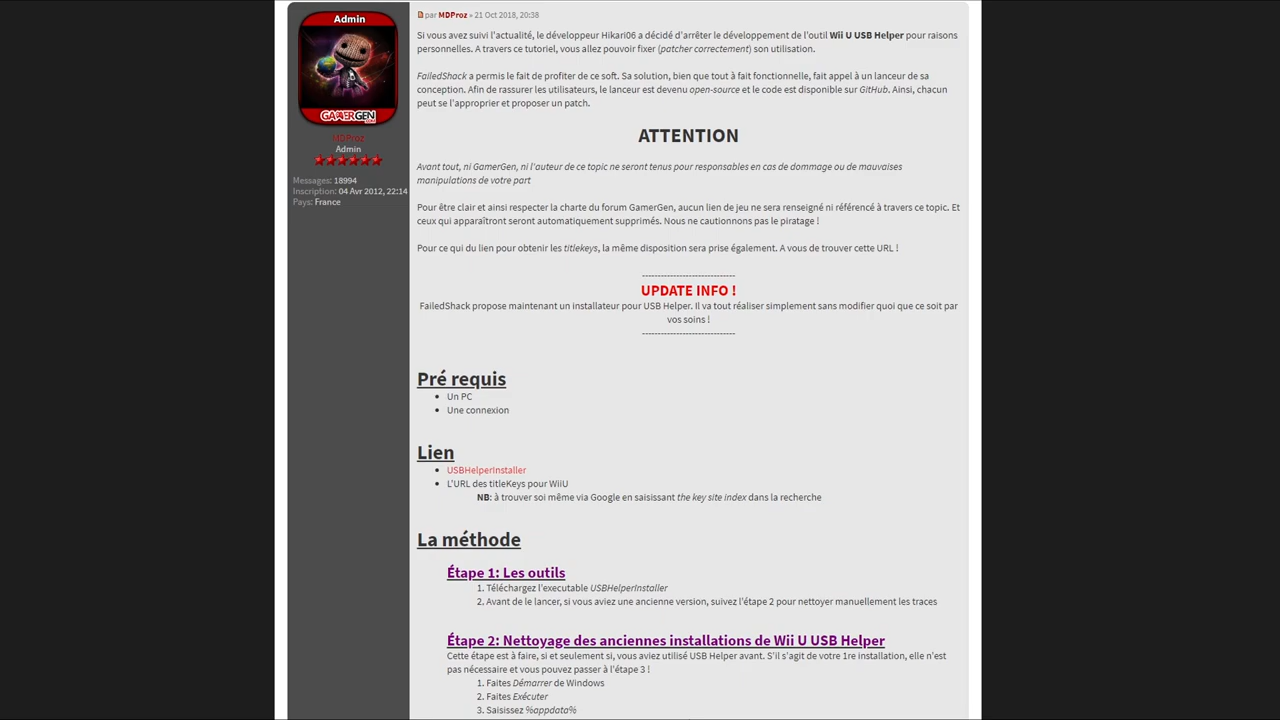 Admin
GAMERGEN.com
MDProz
Admin
Messages: 18994
Inscription: 04 Avr 2012, 22:14
Pays: France
par MDProz » 21 Oct 2018, 20:38
Si vous avez suivi l'actualité, le développeur Hikari06 a décidé d'arrêter le développement de l'outil Wii U USB Helper pour raisons
personnelles. A travers ce tutoriel, vous allez pouvoir fixer (patcher correctement) son utilisation.
FailedShack a permis le fait de profiter de ce soft. Sa solution, bien que tout à fait fonctionnelle, fait appel à un lanceur de sa
conception. Afin de rassurer les utilisateurs, le lanceur est devenu open-source et le code est disponible sur GitHub. Ainsi, chacun
peut se l'approprier et proposer un patch.
ATTENTION
Avant tout, ni GamerGen, ni l'auteur de ce topic ne seront tenus pour responsables en cas de dommage ou de mauvaises
manipulations de votre part
Pour être clair et ainsi respecter la charte du forum GamerGen, aucun lien de jeu ne sera renseigné ni référencé à travers ce topic. Et
ceux qui apparaîtront seront automatiquement supprimés. Nous ne cautionnons pas le piratage !
Pour ce qui du lien pour obtenir les titlekeys, la même disposition sera prise également. A vous de trouver cette URL !
------------------------------
UPDATE INFO !
FailedShack propose maintenant un installateur pour USB Helper. Il va tout réaliser simplement sans modifier quoi que ce soit par
vos soins !
------------------------------
Pré requis
• Un PC
• Une connexion
Lien
• USBHelperInstaller
• L'URL des titleKeys pour WiiU
NB: à trouver soi même via Google en saisissant the key site index dans la recherche
La méthode
Étape 1: Les outils
1. Téléchargez l'executable USBHelperInstaller
2. Avant de le lancer, si vous aviez une ancienne version, suivez l'étape 2 pour nettoyer manuellement les traces
Étape 2: Nettoyage des anciennes installations de Wii U USB Helper
Cette étape est à faire, si et seulement si, vous aviez utilisé USB Helper avant. S'il s'agit de votre 1re installation, elle n'est
pas nécessaire et vous pouvez passer à l'étape 3 !
1. Faites Démarrer de Windows
2. Faites Exécuter
3. Saisissez %appdata%